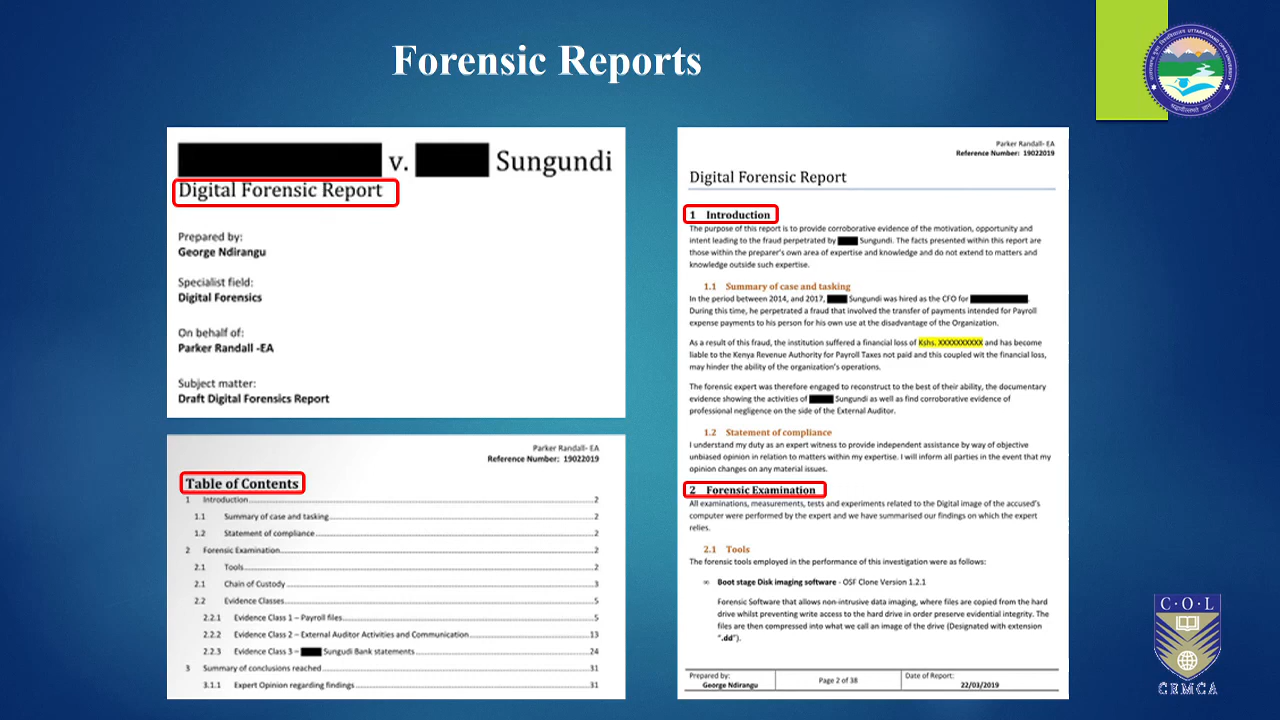 Forensic Reports
v. Sungundi
Digital Forensic Report
Prepared by:
George Ndirangu
Specialist field:
Digital Forensics
On behalf of:
Parker Randall -EA
Subject matter:
Draft Digital Forensics Report
Parker Randall- EA
Reference Number: 19022019
Table of Contents
1 Introduction 2
1.1 Summary of case and tasking 2
1.2 Statement of compliance 2
2 Forensic Examination 2
2.1 Tools 2
2.1 Chain of Custody 3
2.2 Evidence Classes 5
2.2.1 Evidence Class 1 – Payroll files 5
2.2.2 Evidence Class 2 – External Auditor Activities and Communication 13
2.2.3 Evidence Class 3 – Sungudi Bank statements 24
3 Summary of conclusions reached 31
3.1.1 Expert Opinion regarding findings 31
Parker Randall- EA
Reference Number: 19022019
Digital Forensic Report
1 Introduction
The purpose of this report is to provide corroborative evidence of the motivation, opportunity and
intent leading to the fraud perpetrated by Sungundi. The facts presented within this report are
those within the preparer's own area of expertise and knowledge and do not extend to matters and
knowledge outside such expertise.
1.1 Summary of case and tasking
In the period between 2014, and 2017, Sungundi was hired as the CFO for .
During this time, he perpetrated a fraud that involved the transfer of payments intended for Payroll
expense payments to his person for his own use at the disadvantage of the Organization.
As a result of this fraud, the institution suffered a financial loss of Kshs. XXXXXXXXXX and has become
liable to the Kenya Revenue Authority for Payroll Taxes not paid and this coupled wit the financial loss,
may hinder the ability of the organization's operations.
The forensic expert was therefore engaged to reconstruct to the best of their ability, the documentary
evidence showing the activities of Sungundi as well as find corroborative evidence of
professional negligence on the side of the External Auditor.
1.2 Statement of compliance
I understand my duty as an expert witness to provide independent assistance by way of objective
unbiased opinion in relation to matters within my expertise. I will inform all parties in the event that my
opinion changes on any material issues.
2 Forensic Examination
All examinations, measurements, tests and experiments related to the Digital image of the accused's
computer were performed by the expert and we have summarised our findings on which the expert
relies.
2.1 Tools
The forensic tools employed in the performance of this investigation were as follows:
Boot stage Disk imaging software - OSF Clone Version 1.2.1
Forensic Software that allows non-intrusive data imaging, where files are copied from the hard
drive whilst preventing write access to the hard drive in order preserve evidential integrity. The
files are then compressed into what we call an image of the drive (Designated with extension
".dd").
Prepared by:
George Ndirangu
Page 2 of 38
Date of Report:
22/03/2019
C·O·L
CEMCA